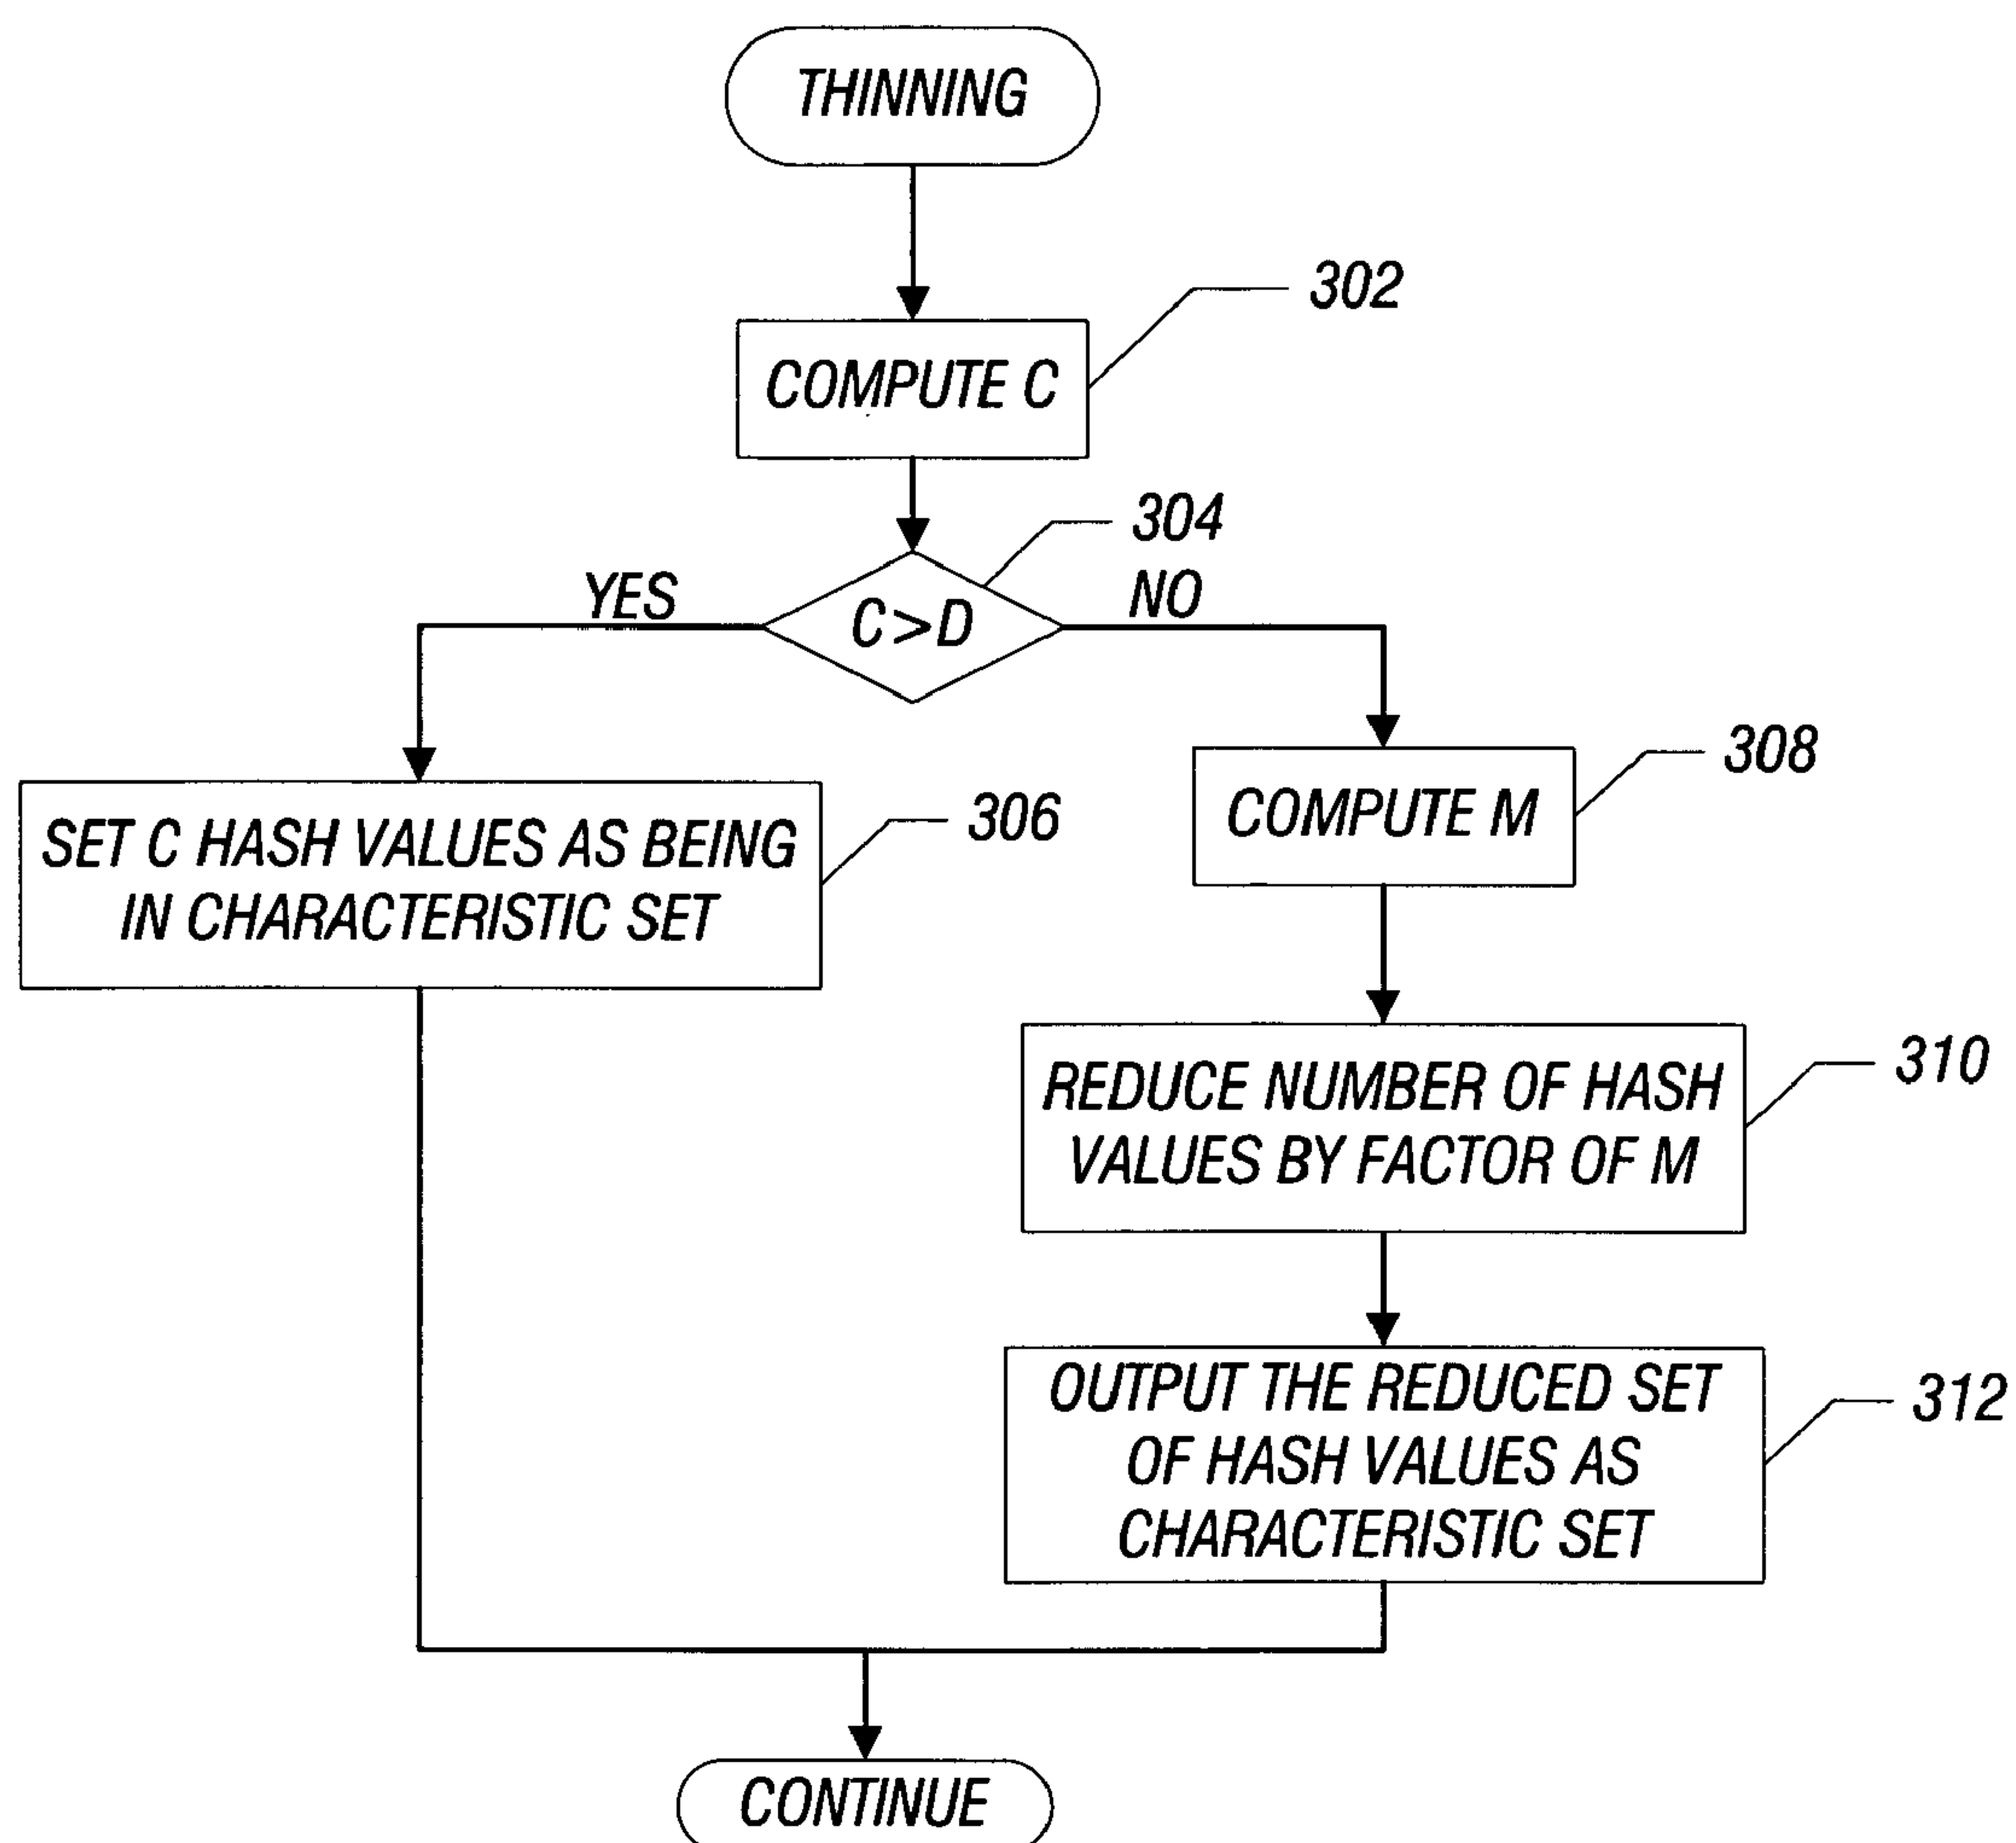 THINNING
302
COMPUTE C
304
YES
C>D
NO
308
COMPUTE M
306
SET C HASH VALUES AS BEING
IN CHARACTERISTIC SET
310
REDUCE NUMBER OF HASH
VALUES BY FACTOR OF M
312
OUTPUT THE REDUCED SET
OF HASH VALUES AS
CHARACTERISTIC SET
CONTINUE